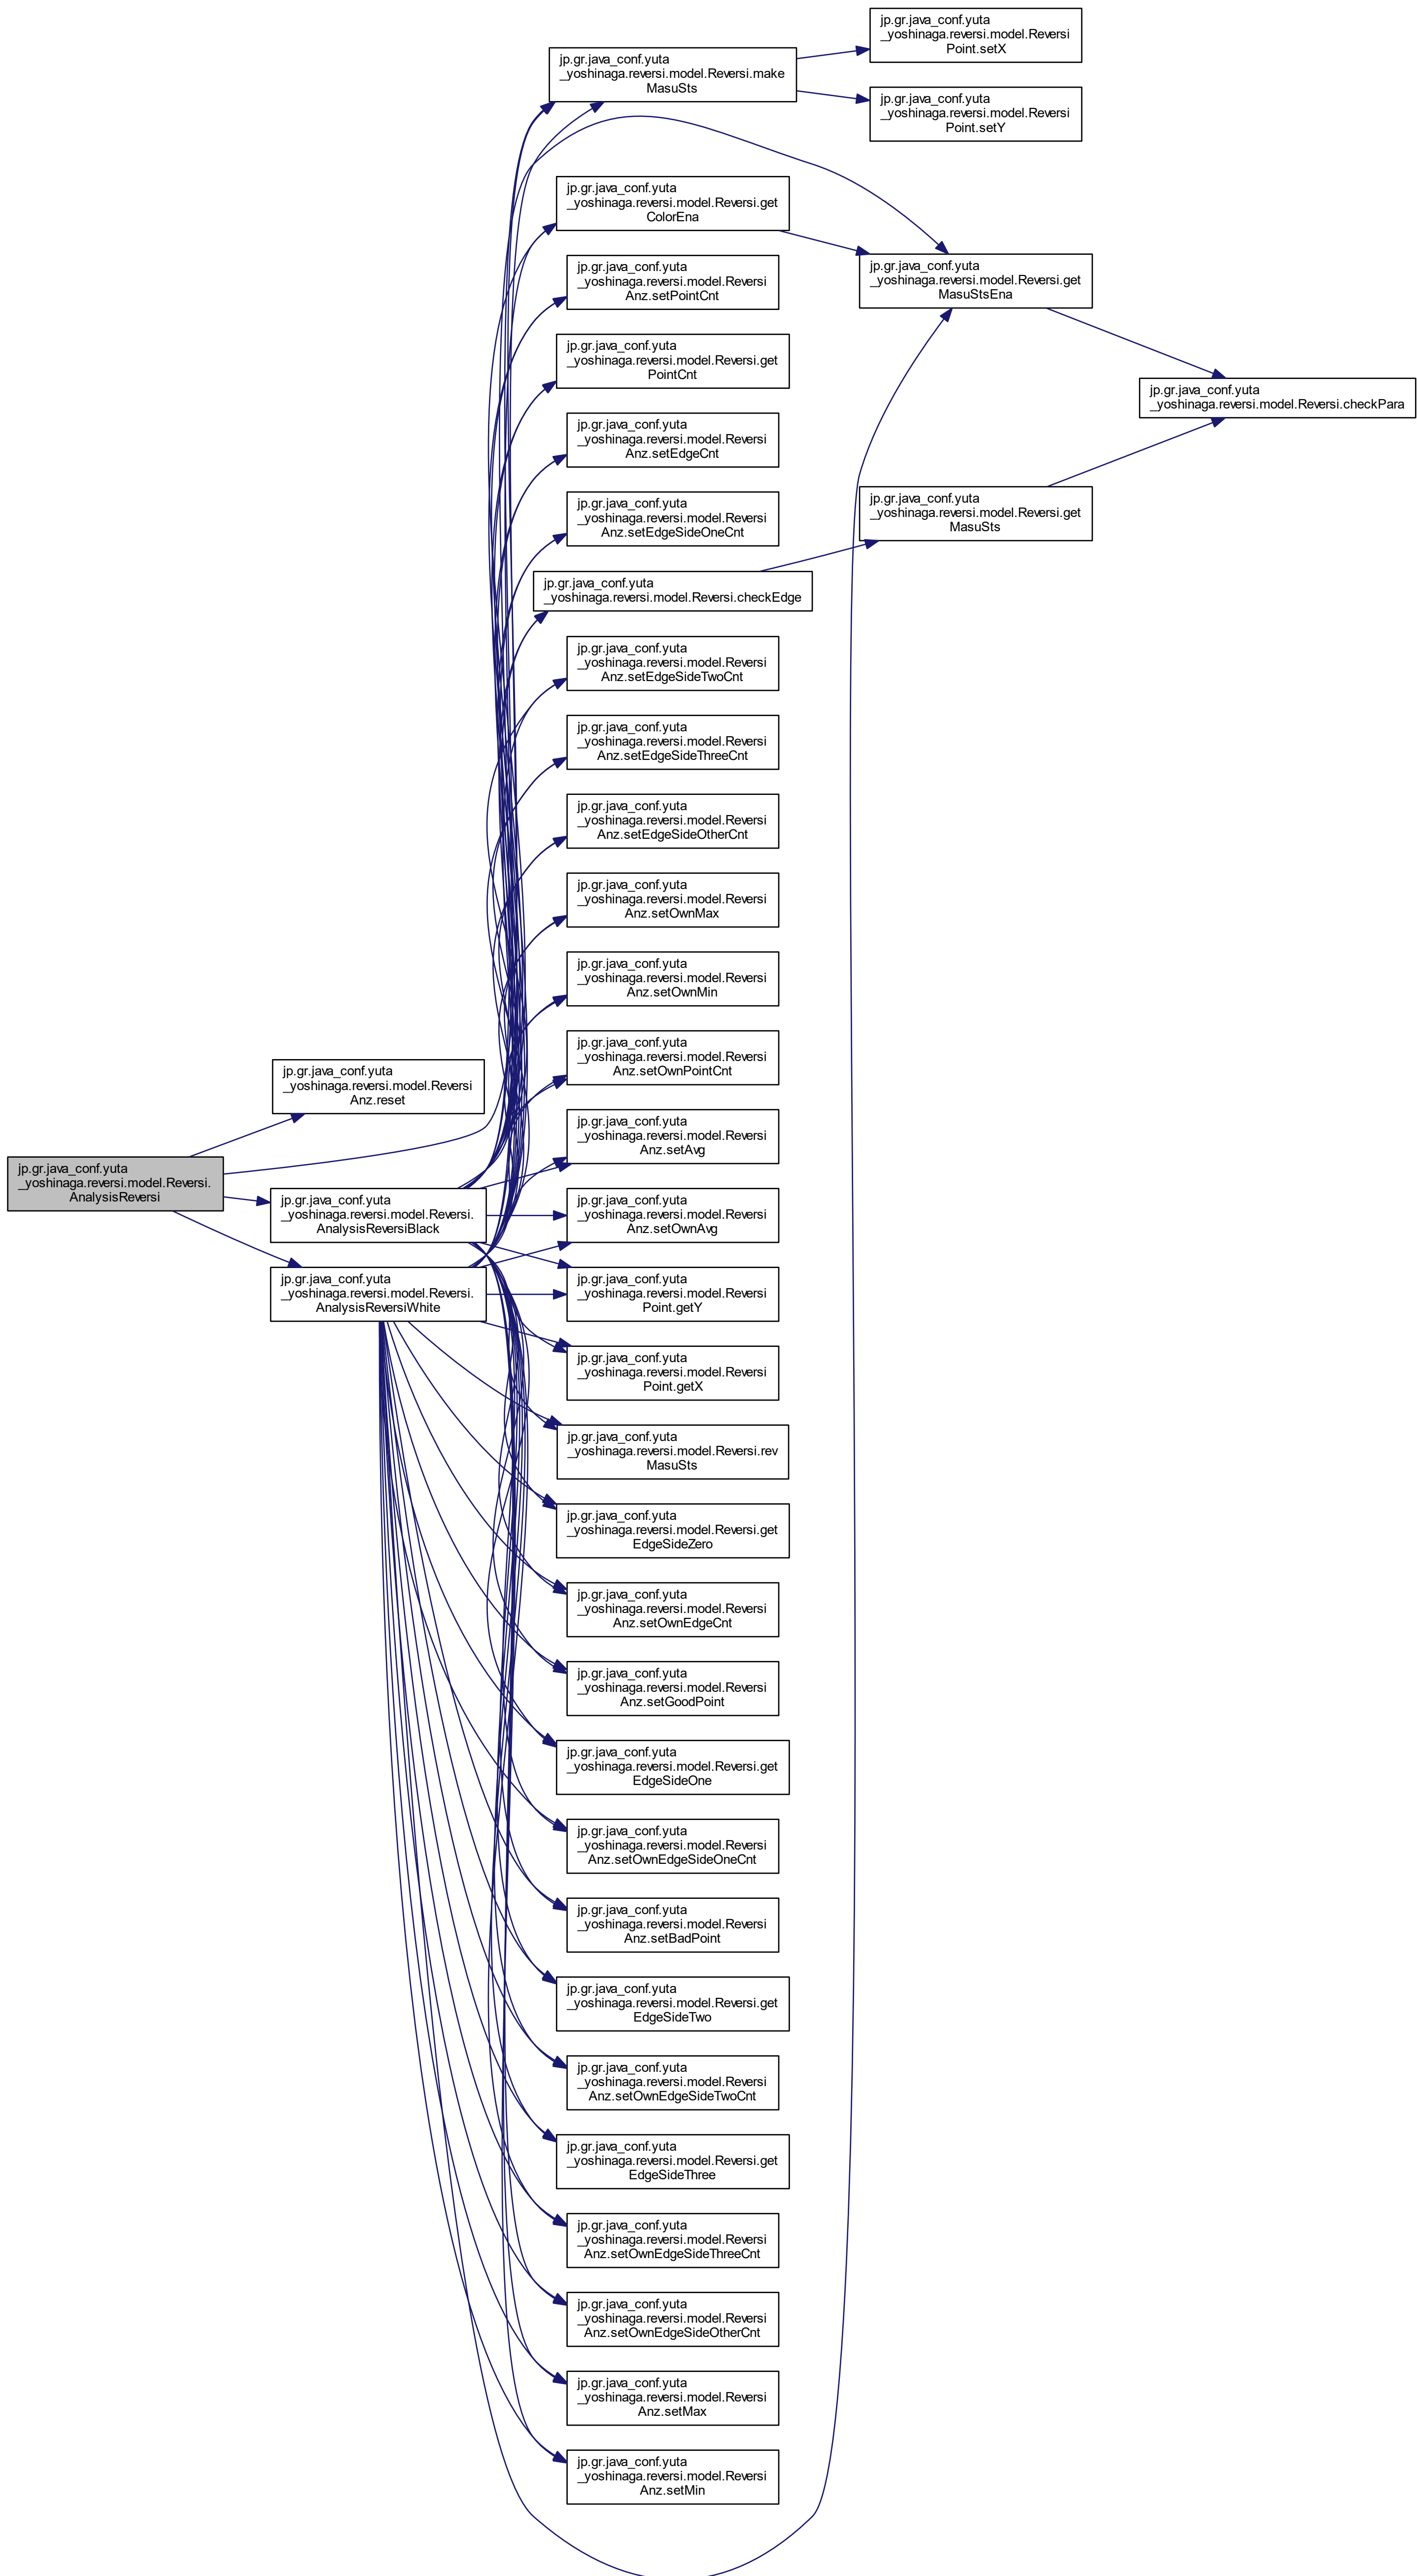 jp.gr.java_conf.yuta
_yoshinaga.reversi.model.Reversi.
AnalysisReversi
jp.gr.java_conf.yuta
_yoshinaga.reversi.model.Reversi
Anz.reset
jp.gr.java_conf.yuta
_yoshinaga.reversi.model.Reversi.
AnalysisReversiBlack
jp.gr.java_conf.yuta
_yoshinaga.reversi.model.Reversi.
AnalysisReversiWhite
jp.gr.java_conf.yuta
_yoshinaga.reversi.model.Reversi.make
MasuSts
jp.gr.java_conf.yuta
_yoshinaga.reversi.model.Reversi.get
ColorEna
jp.gr.java_conf.yuta
_yoshinaga.reversi.model.Reversi
Anz.setPointCnt
jp.gr.java_conf.yuta
_yoshinaga.reversi.model.Reversi.get
PointCnt
jp.gr.java_conf.yuta
_yoshinaga.reversi.model.Reversi
Anz.setEdgeCnt
jp.gr.java_conf.yuta
_yoshinaga.reversi.model.Reversi
Anz.setEdgeSideOneCnt
jp.gr.java_conf.yuta
_yoshinaga.reversi.model.Reversi.checkEdge
jp.gr.java_conf.yuta
_yoshinaga.reversi.model.Reversi
Anz.setEdgeSideTwoCnt
jp.gr.java_conf.yuta
_yoshinaga.reversi.model.Reversi
Anz.setEdgeSideThreeCnt
jp.gr.java_conf.yuta
_yoshinaga.reversi.model.Reversi
Anz.setEdgeSideOtherCnt
jp.gr.java_conf.yuta
_yoshinaga.reversi.model.Reversi
Anz.setOwnMax
jp.gr.java_conf.yuta
_yoshinaga.reversi.model.Reversi
Anz.setOwnMin
jp.gr.java_conf.yuta
_yoshinaga.reversi.model.Reversi
Anz.setOwnPointCnt
jp.gr.java_conf.yuta
_yoshinaga.reversi.model.Reversi
Anz.setAvg
jp.gr.java_conf.yuta
_yoshinaga.reversi.model.Reversi
Anz.setOwnAvg
jp.gr.java_conf.yuta
_yoshinaga.reversi.model.Reversi
Point.getY
jp.gr.java_conf.yuta
_yoshinaga.reversi.model.Reversi
Point.getX
jp.gr.java_conf.yuta
_yoshinaga.reversi.model.Reversi.rev
MasuSts
jp.gr.java_conf.yuta
_yoshinaga.reversi.model.Reversi.get
EdgeSideZero
jp.gr.java_conf.yuta
_yoshinaga.reversi.model.Reversi
Anz.setOwnEdgeCnt
jp.gr.java_conf.yuta
_yoshinaga.reversi.model.Reversi
Anz.setGoodPoint
jp.gr.java_conf.yuta
_yoshinaga.reversi.model.Reversi.get
EdgeSideOne
jp.gr.java_conf.yuta
_yoshinaga.reversi.model.Reversi
Anz.setOwnEdgeSideOneCnt
jp.gr.java_conf.yuta
_yoshinaga.reversi.model.Reversi
Anz.setBadPoint
jp.gr.java_conf.yuta
_yoshinaga.reversi.model.Reversi.get
EdgeSideTwo
jp.gr.java_conf.yuta
_yoshinaga.reversi.model.Reversi
Anz.setOwnEdgeSideTwoCnt
jp.gr.java_conf.yuta
_yoshinaga.reversi.model.Reversi.get
EdgeSideThree
jp.gr.java_conf.yuta
_yoshinaga.reversi.model.Reversi
Anz.setOwnEdgeSideThreeCnt
jp.gr.java_conf.yuta
_yoshinaga.reversi.model.Reversi
Anz.setOwnEdgeSideOtherCnt
jp.gr.java_conf.yuta
_yoshinaga.reversi.model.Reversi
Anz.setMax
jp.gr.java_conf.yuta
_yoshinaga.reversi.model.Reversi
Anz.setMin
jp.gr.java_conf.yuta
_yoshinaga.reversi.model.Reversi
Point.setX
jp.gr.java_conf.yuta
_yoshinaga.reversi.model.Reversi
Point.setY
jp.gr.java_conf.yuta
_yoshinaga.reversi.model.Reversi.get
MasuStsEna
jp.gr.java_conf.yuta
_yoshinaga.reversi.model.Reversi.get
MasuSts
jp.gr.java_conf.yuta
_yoshinaga.reversi.model.Reversi.checkPara